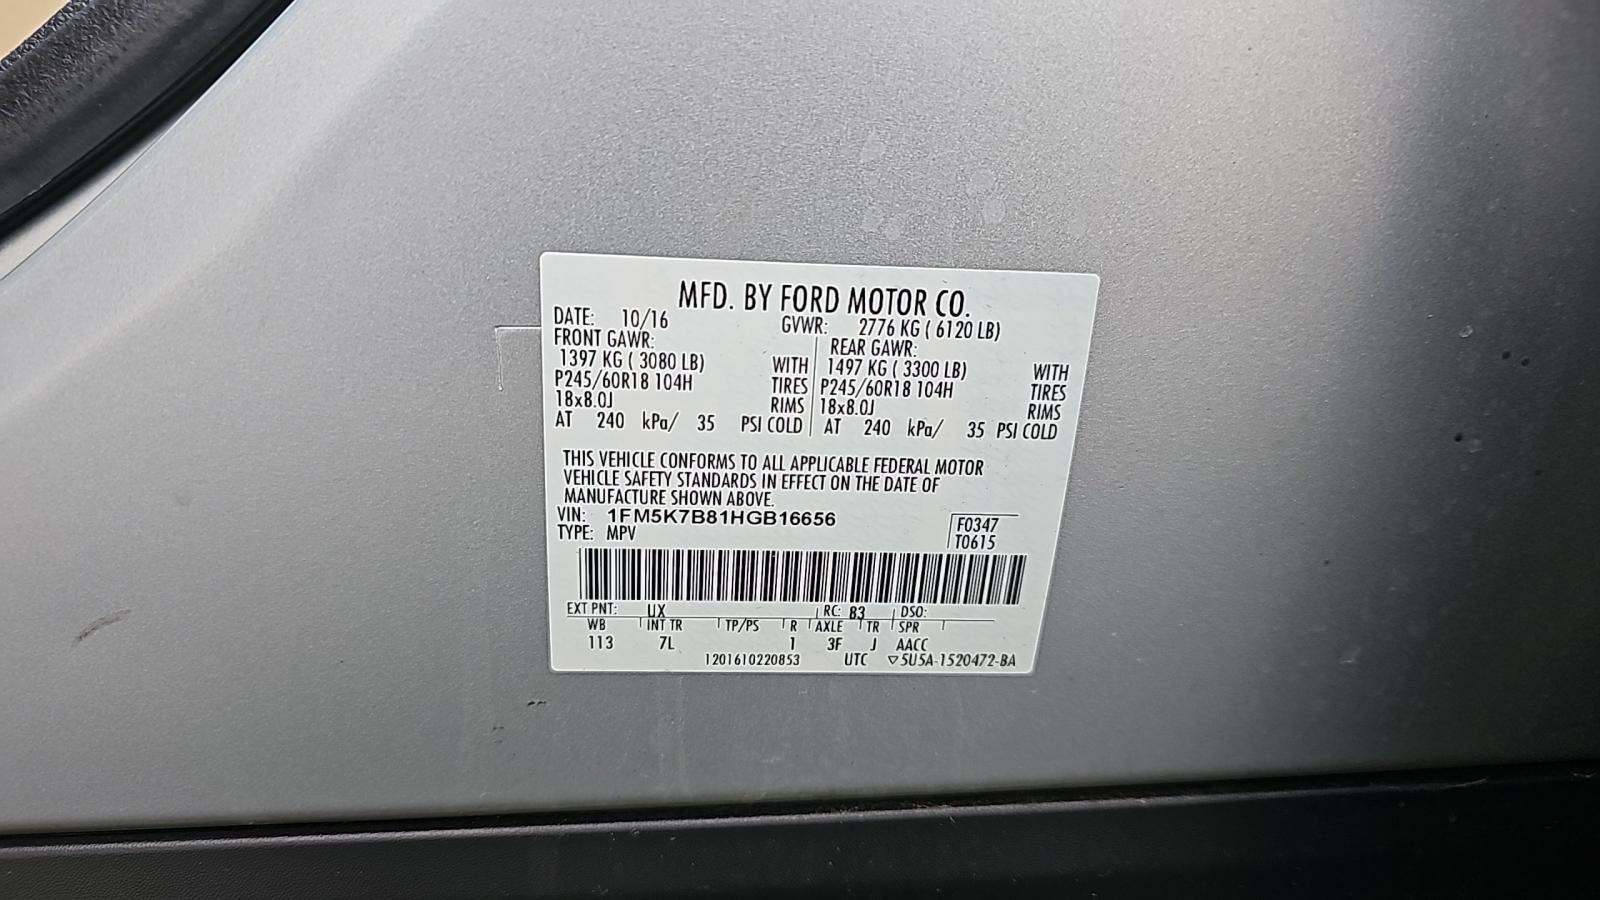 MFD. BY FORD MOTOR CO.
DATE: 10/16 GVWR: 2776 KG ( 6120 LB)
FRONT GAWR: REAR GAWR:
1397 KG ( 3080 LB) WITH 1497 KG ( 3300 LB) WITH
P245/60R18 104H TIRES P245/60R18 104H TIRES
18x8.0J RIMS 18x8.0J RIMS
AT 240 kPa/ 35 PSI COLD AT 240 kPa/ 35 PSI COLD
THIS VEHICLE CONFORMS TO ALL APPLICABLE FEDERAL MOTOR
VEHICLE SAFETY STANDARDS IN EFFECT ON THE DATE OF
MANUFACTURE SHOWN ABOVE.
VIN: 1FM5K7B81HGB16656 F0347
TYPE: MPV T0615
EXT PNT: UX RC: 83 DSO:
WB INT TR TP/PS R AXLE TR SPR
113 7L 1 3F J AACC
1201610220853 UTC ▽5U5A-1520472-BA